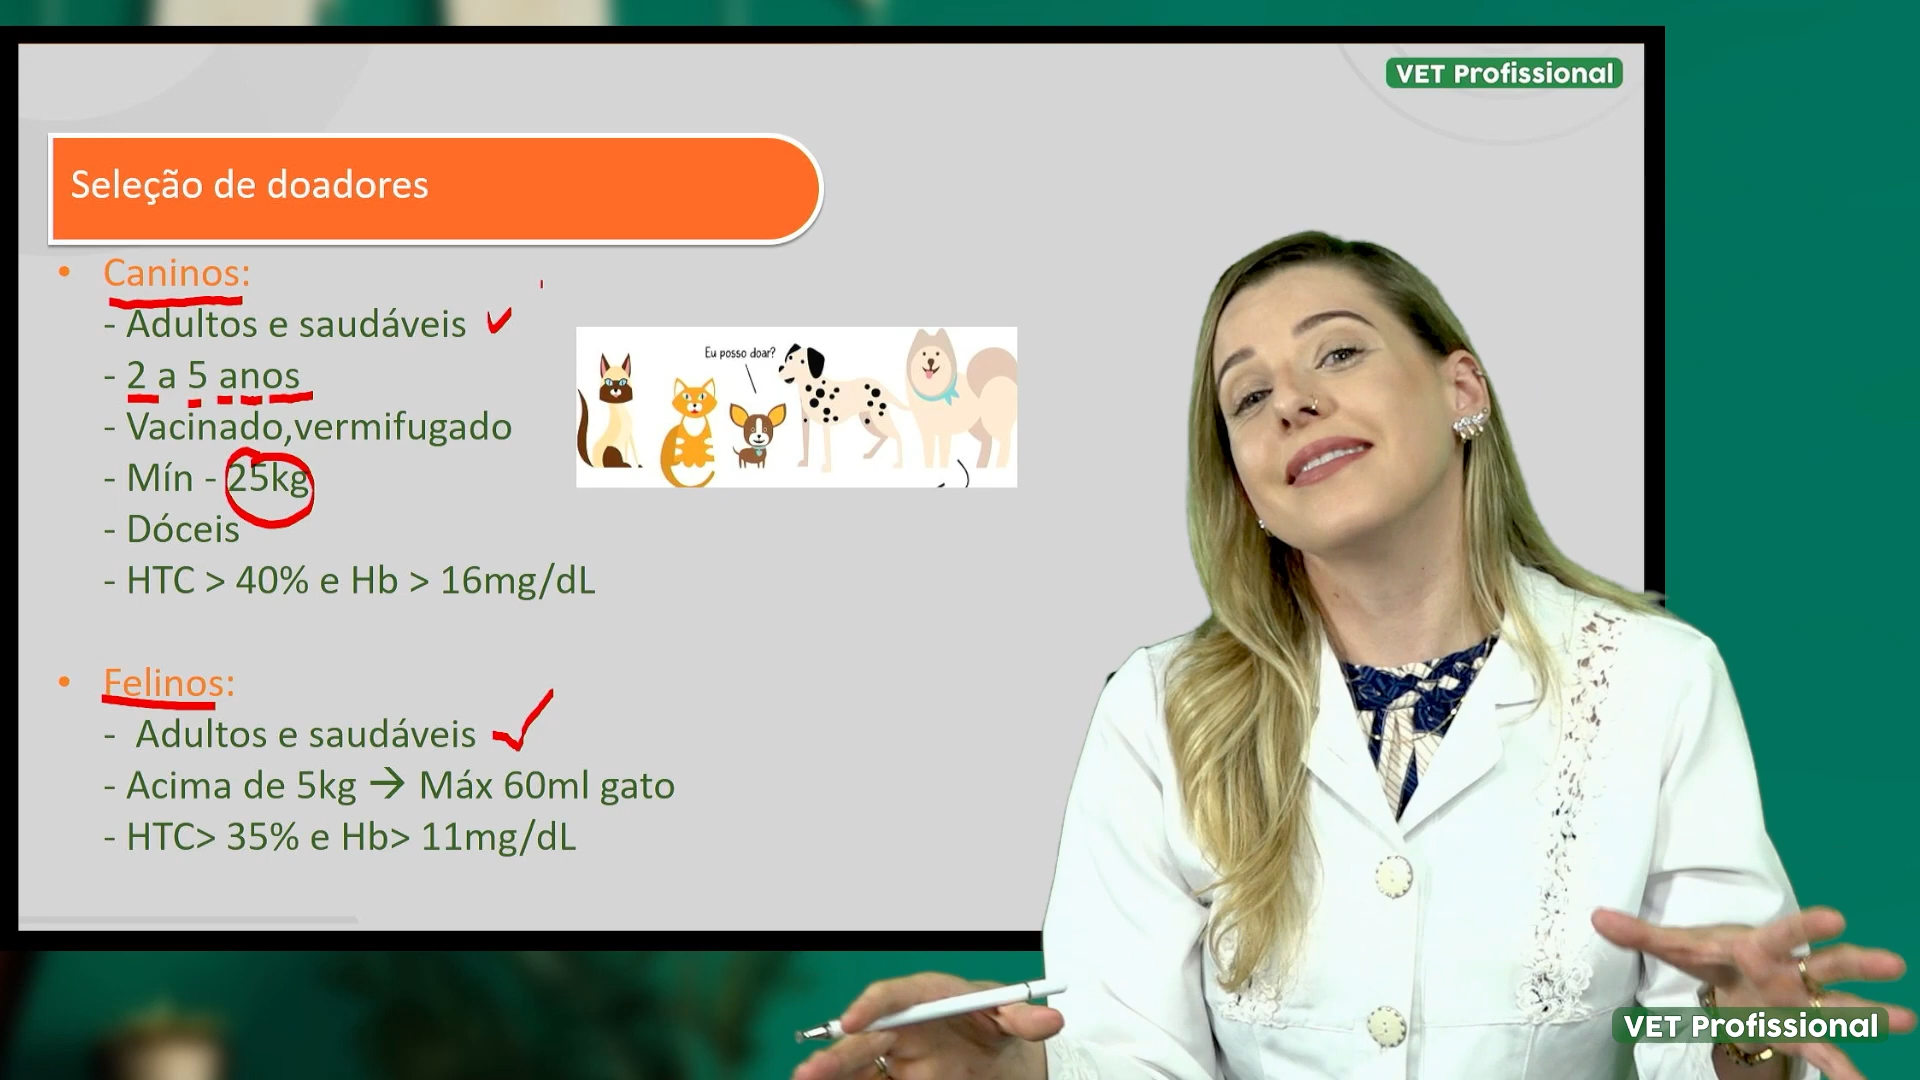 VET Profissional
Seleção de doadores
• Caninos:
- Adultos e saudáveis
- 2 a 5 anos
- Vacinado,vermifugado
- Mín - 25kg
- Dóceis
- HTC > 40% e Hb > 16mg/dL
Eu posso doar?
• Felinos:
- Adultos e saudáveis
- Acima de 5kg → Máx 60ml gato
- HTC> 35% e Hb> 11mg/dL
VET Profissional